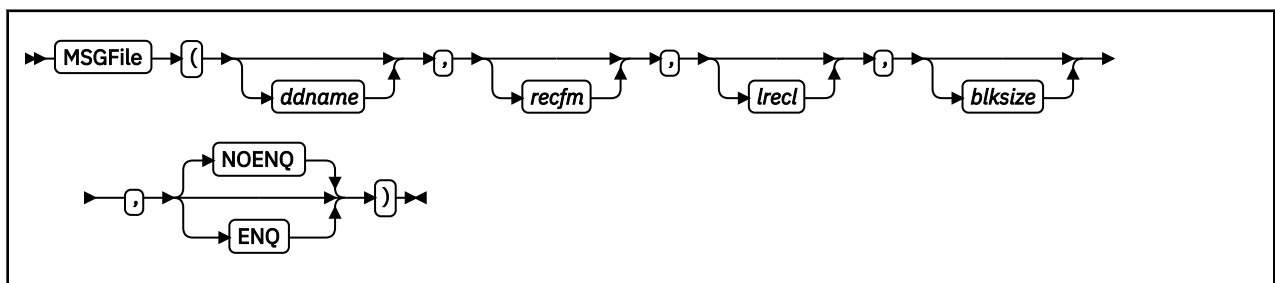 MSGFile ( , , , 
ddname recfm lrecl blksize
NOENQ
, )
ENQ